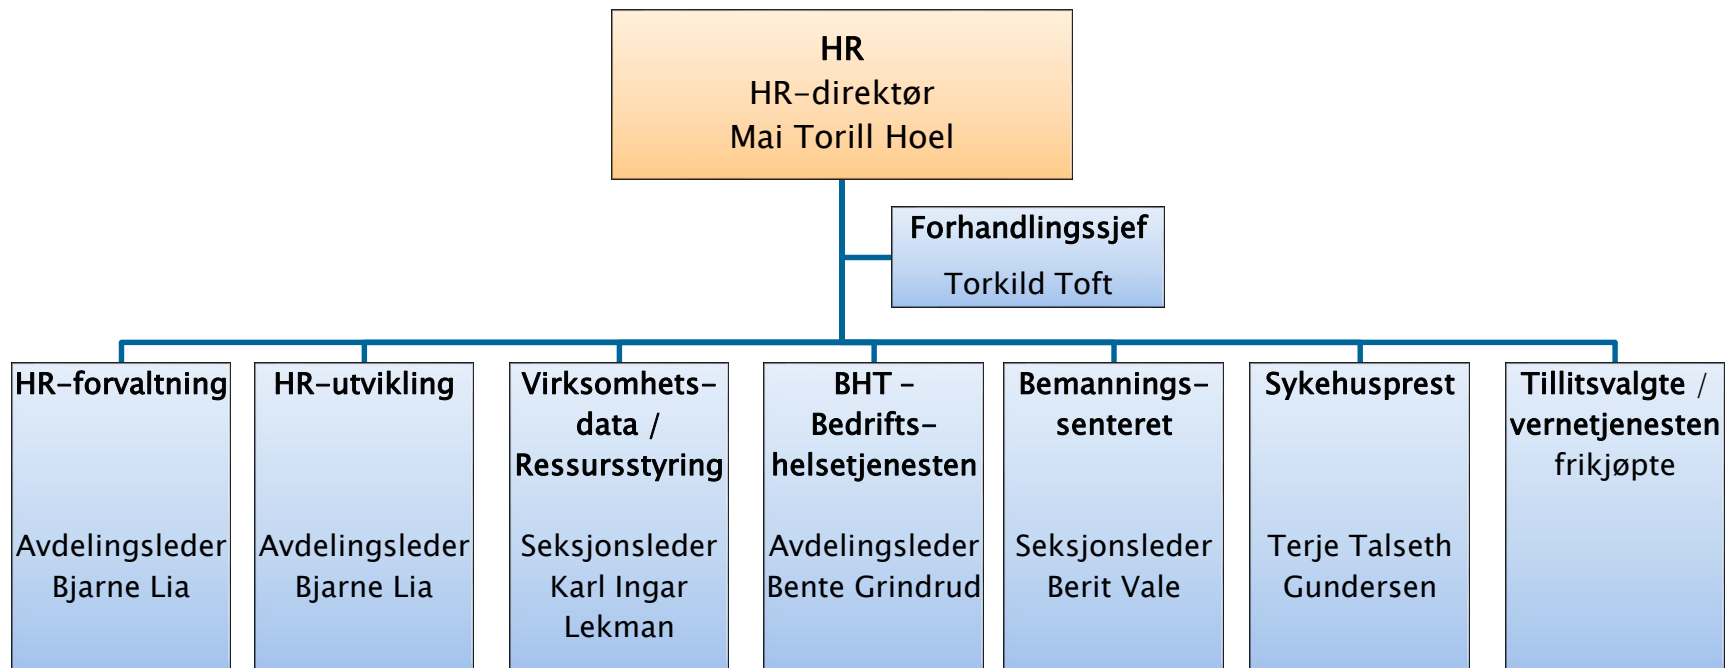 HR
HR-direktør
Mai Torill Hoel
Forhandlingssjef
Torkild Toft
HR-forvaltning
Avdelingsleder
Bjarne Lia
HR-utvikling
Avdelingsleder
Bjarne Lia
Virksomhets-
data /
Ressursstyring
Seksjonsleder
Karl Ingar
Lekman
BHT -
Bedrifts-
helsetjenesten
Avdelingsleder
Bente Grindrud
Bemannings-
senteret
Seksjonsleder
Berit Vale
Sykehusprest
Terje Talseth
Gundersen
Tillitsvalgte /
vernetjenesten
frikjøpte